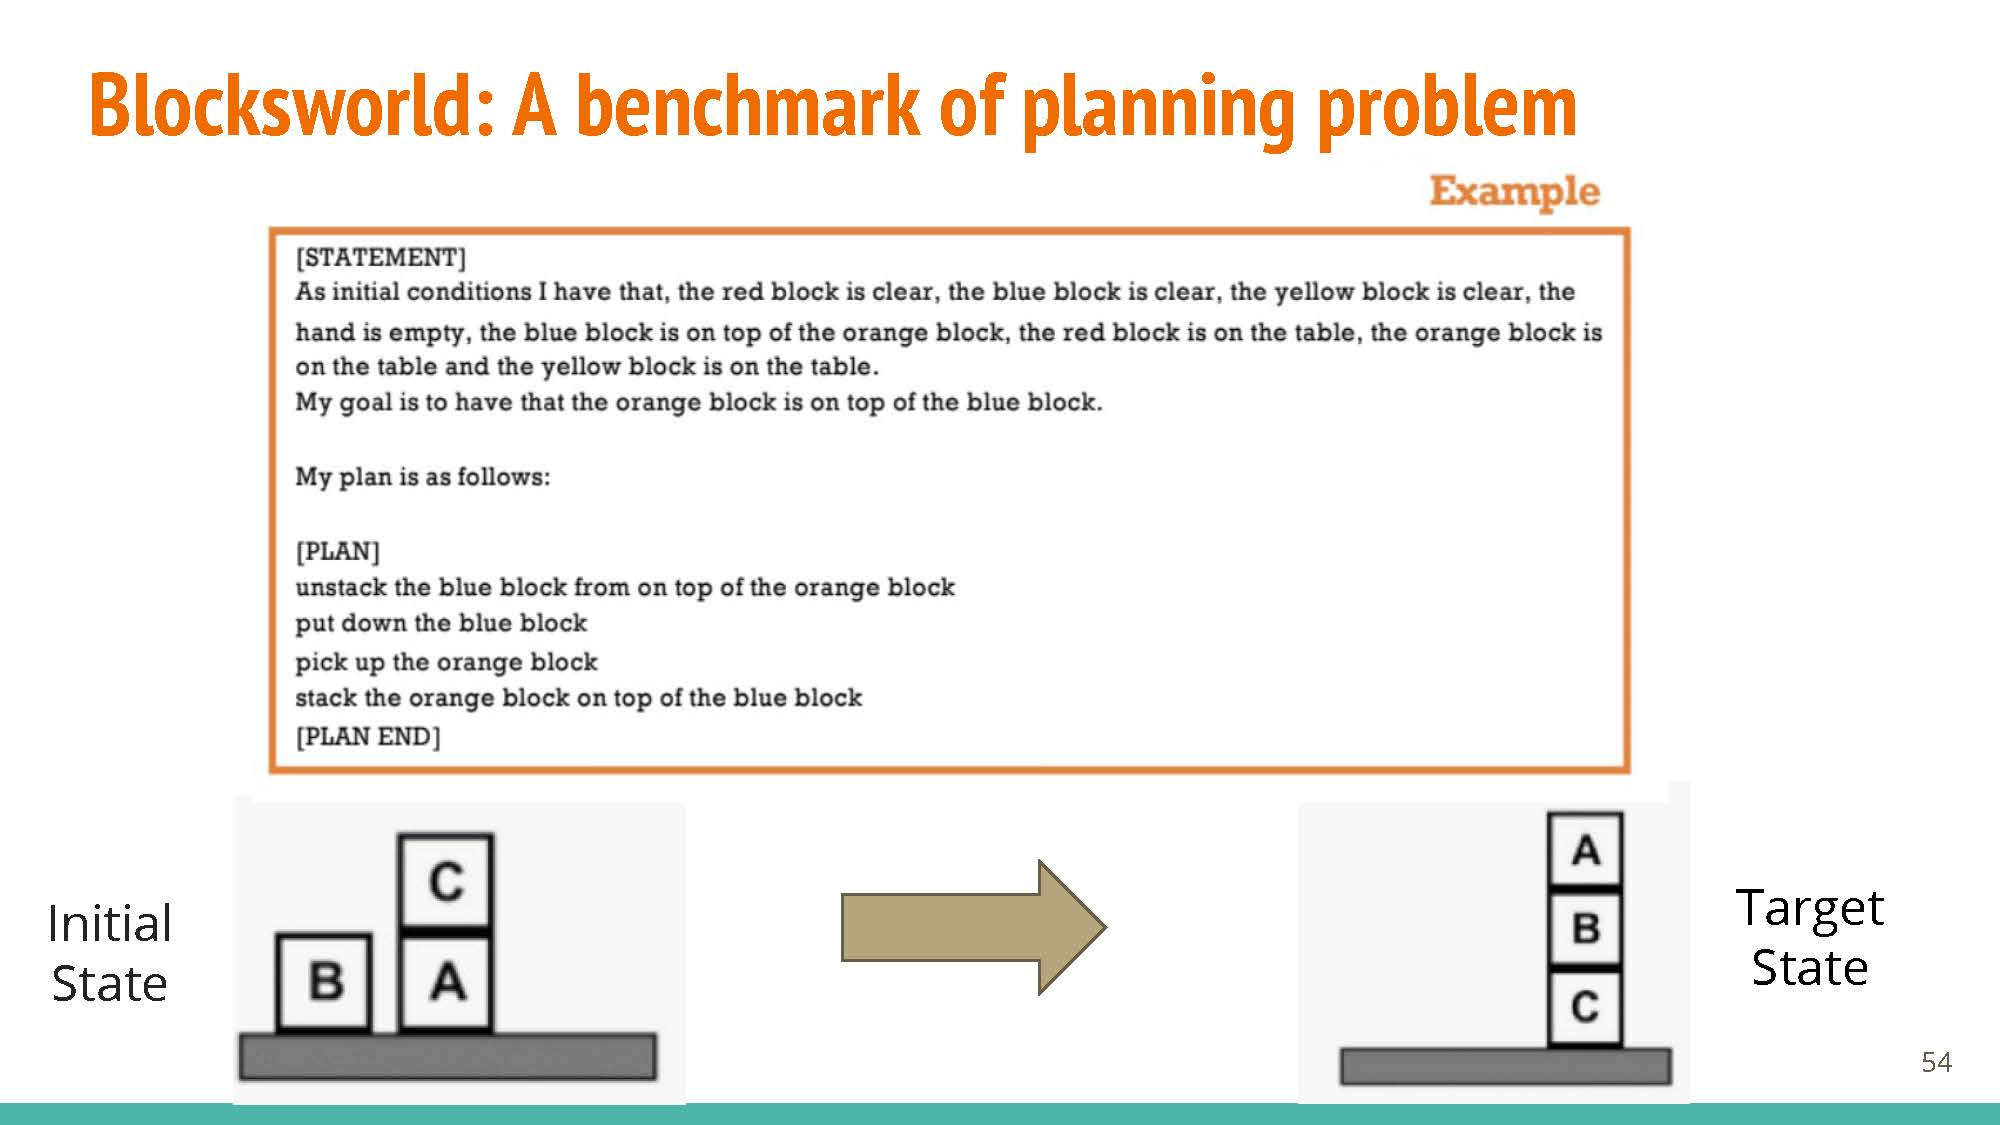 Blocksworld: A benchmark of planning problem
Example
[STATEMENT]
As initial conditions I have that, the red block is clear, the blue block is clear, the yellow block is clear, the
hand is empty, the blue block is on top of the orange block, the red block is on the table, the orange block is
on the table and the yellow block is on the table.
My goal is to have that the orange block is on top of the blue block.
My plan is as follows:
[PLAN]
unstack the blue block from on top of the orange block
put down the blue block
pick up the orange block
stack the orange block on top of the blue block
[PLAN END]
Initial
State
C
B A
A
B
C
Target
State
54